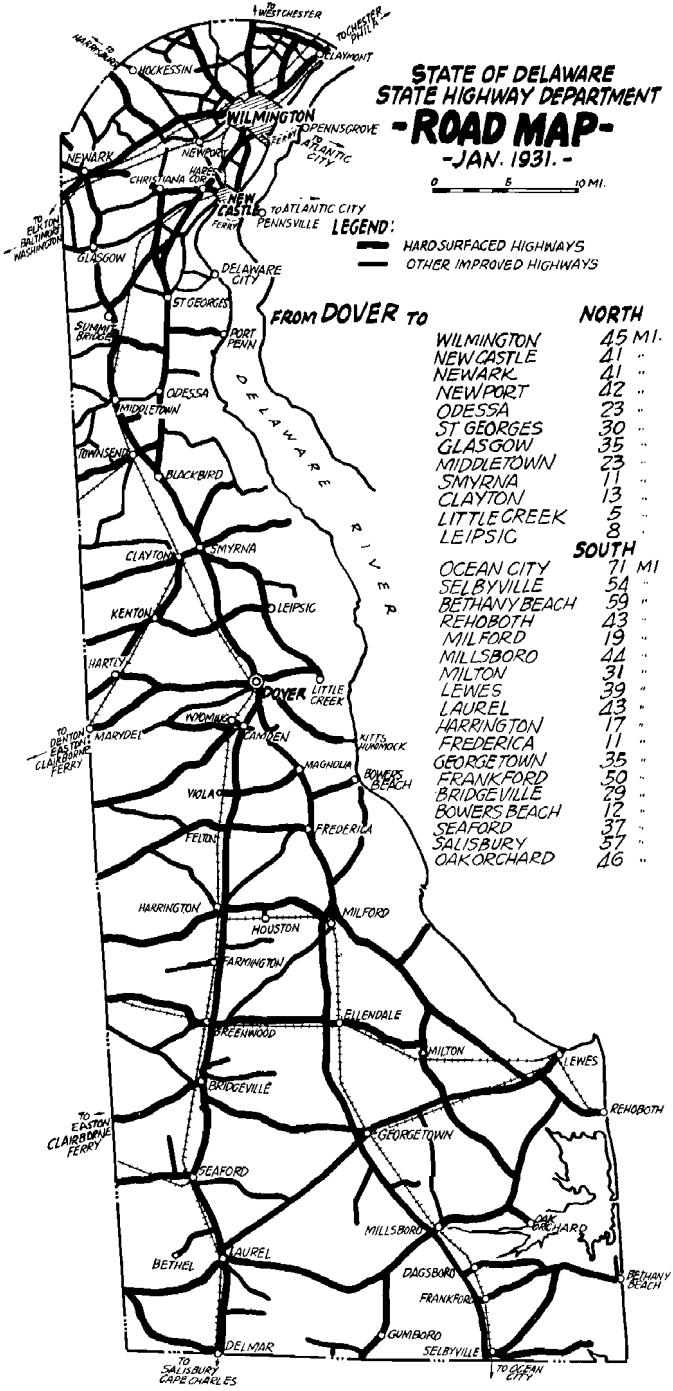 TO WESTCHESTER
TO CHESTER
PHILA
TO
HARRISBURG
CLAYMONT
HOCKESSIN
STATE OF DELAWARE
STATE HIGHWAY DEPARTMENT
-ROAD MAP-
-JAN. 1931.-
0 5 10 MI.
WILMINGTON
FERRY
PENNSGROVE
TO
ATLANTIC
CITY
NEWPORT
NEWARK
CHRISTIANA
HARES
COR.
NEW
CASTLE
FERRY
TO ATLANTIC CITY
PENNSVILLE
TO
ELKTON
BALTIMORE
WASHINGTON
GLASGOW
LEGEND:
HARDSURFACED HIGHWAYS
OTHER IMPROVED HIGHWAYS
DELAWARE
CITY
ST GEORGES
SUMMIT
BRIDGE
PORT
PENN
DELAWARE RIVER
ODESSA
MIDDLETOWN
TOWNSEND
BLACKBIRD
SMYRNA
CLAYTON
KENTON
LEIPSIC
HARTLY
DOVER
LITTLE
CREEK
WYOMING
CAMDEN
MARYDEL
TO
DENTON
EASTON
CLAIRBORNE
FERRY
KITTS
HUMMOCK
MAGNOLIA
BOWERS
BEACH
VIOLA
FELTON
FREDERICA
FROM DOVER TO
NORTH
WILMINGTON 45 MI.
NEW CASTLE 41 "
NEWARK 41 "
NEWPORT 42 "
ODESSA 23 "
ST GEORGES 30 "
GLASGOW 35 "
MIDDLETOWN 23 "
SMYRNA 11 "
CLAYTON 13 "
LITTLE CREEK 5 "
LEIPSIC 8 "
SOUTH
OCEAN CITY 71 MI
SELBYVILLE 54 "
BETHANY BEACH 59 "
REHOBOTH 43 "
MILFORD 19 "
MILLSBORO 44 "
MILTON 31 "
LEWES 39 "
LAUREL 43 "
HARRINGTON 17 "
FREDERICA 11 "
GEORGETOWN 35 "
FRANKFORD 50 "
BRIDGEVILLE 29 "
BOWERS BEACH 12 "
SEAFORD 37 "
SALISBURY 57 "
OAK ORCHARD 46 "
HARRINGTON
HOUSTON
MILFORD
FARMINGTON
GREENWOOD
ELLENDALE
MILTON
LEWES
BRIDGEVILLE
REHOBOTH
TO
EASTON
CLAIRBORNE
FERRY
GEORGETOWN
SEAFORD
MILLSBORO
OAK
ORCHARD
BETHEL
LAUREL
DAGSBORO
BETHANY
BEACH
FRANKFORD
GUMBORO
DELMAR
SELBYVILLE
TO
SALISBURY
CAPE CHARLES
TO OCEAN
CITY